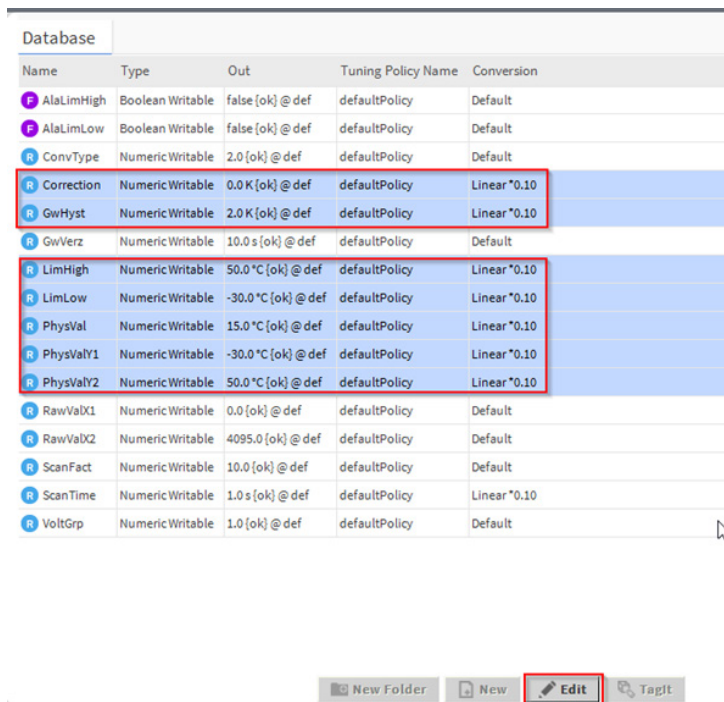 Database
Name Type Out Tuning Policy Name Conversion
F AlaLimHigh Boolean Writable false {ok} @ def defaultPolicy Default
F AlaLimLow Boolean Writable false {ok} @ def defaultPolicy Default
R ConvType Numeric Writable 2.0 {ok} @ def defaultPolicy Default
R Correction Numeric Writable 0.0 K {ok} @ def defaultPolicy Linear *0.10
R GwHyst Numeric Writable 2.0 K {ok} @ def defaultPolicy Linear *0.10
R GwVerz Numeric Writable 10.0 s {ok} @ def defaultPolicy Default
R LimHigh Numeric Writable 50.0 °C {ok} @ def defaultPolicy Linear *0.10
R LimLow Numeric Writable -30.0 °C {ok} @ def defaultPolicy Linear *0.10
R PhysVal Numeric Writable 15.0 °C {ok} @ def defaultPolicy Linear *0.10
R PhysValY1 Numeric Writable -30.0 °C {ok} @ def defaultPolicy Linear *0.10
R PhysValY2 Numeric Writable 50.0 °C {ok} @ def defaultPolicy Linear *0.10
R RawValX1 Numeric Writable 0.0 {ok} @ def defaultPolicy Default
R RawValX2 Numeric Writable 4095.0 {ok} @ def defaultPolicy Default
R ScanFact Numeric Writable 10.0 {ok} @ def defaultPolicy Default
R ScanTime Numeric Writable 1.0 s {ok} @ def defaultPolicy Linear *0.10
R VoltGrp Numeric Writable 1.0 {ok} @ def defaultPolicy Default
New Folder New Edit TagIt